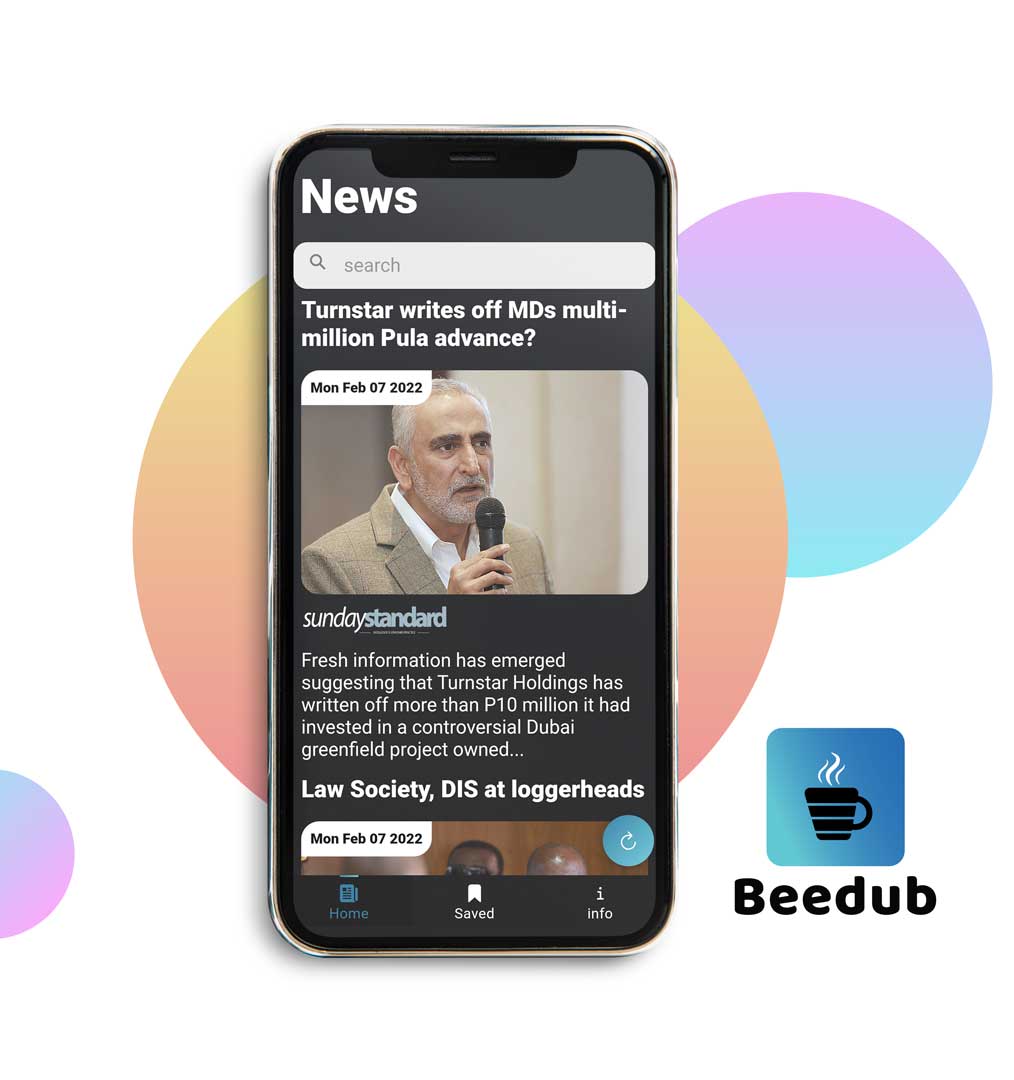 News
search
Turnstar writes off MDs multi-
million Pula advance?
Mon Feb 07 2022
sundaystandard
Fresh information has emerged
suggesting that Turnstar Holdings has
written off more than P10 million it had
invested in a controversial Dubai
greenfield project owned...
Law Society, DIS at loggerheads
Mon Feb 07 2022
Home
Saved
info
Beedub